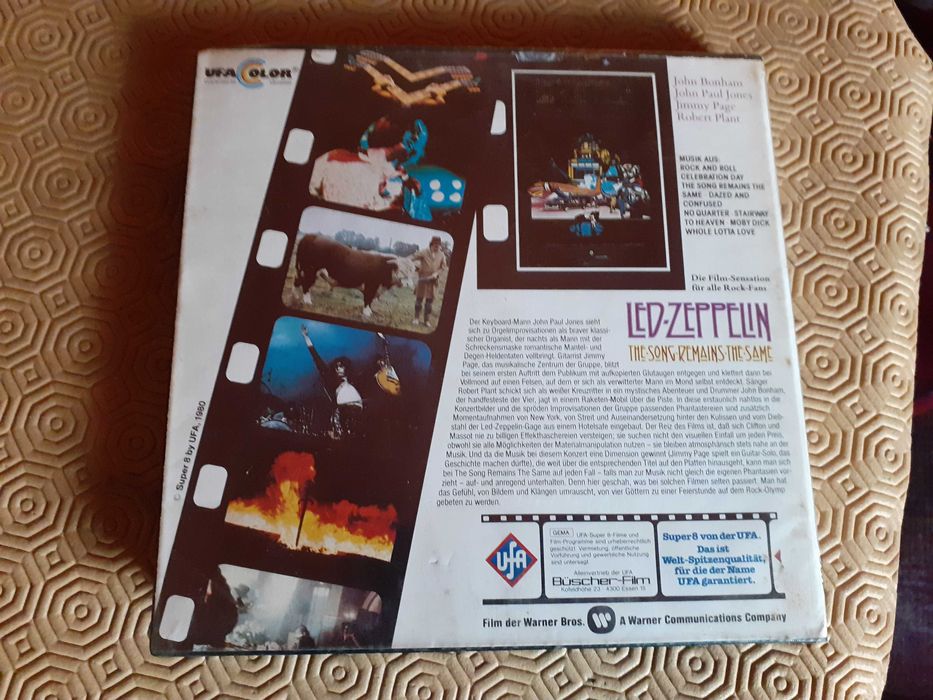 UFACOLOR®
John Bonham
John Paul Jones
Jimmy Page
Robert Plant
MUSIK AUS:
ROCK AND ROLL
CELEBRATION DAY
THE SONG REMAINS THE
SAME · DAZED AND
CONFUSED
NO QUARTER · STAIRWAY
TO HEAVEN · MOBY DICK
WHOLE LOTTA LOVE
Die Film-Sensation
für alle Rock-Fans
LED-ZEPPELIN
THE·SONG·REMAINS·THE·SAME
Der Keyboard-Mann John Paul Jones sieht
sich zu Orgelimprovisationen als braver klassi-
scher Organist, der nachts als Mann mit der
Schreckensmaske romantische Mantel- und
Degen-Heldentaten vollbringt. Gitarrist Jimmy
Page, das musikalische Zentrum der Gruppe, blitzt
bei seinem ersten Auftritt dem Publikum mit aufkopierten Glutaugen entgegen und klettert dann bei
Vollmond auf einen Felsen, auf dem er sich als verwitterter Mann im Mond selbst entdeckt. Sänger
Robert Plant schickt sich als weißer Kreuzritter in ein mystisches Abenteuer und Drummer John Bonham,
der handfesteste der Vier, jagt in einem Raketen-Mobil über die Piste. In diese erstaunlich nahtlos in die
Konzertbilder und die spröden Improvisationen der Gruppe passenden Phantastereien sind zusätzlich
Momentaufnahmen von New York, von Streit und Auseinandersetzung hinter den Kulissen und vom Dieb-
stahl der Led-Zeppelin-Gage aus einem Hotelsafe eingebaut. Der Reiz des Films ist, daß sich Clifton und
Massot nie zu billigen Effekthaschereien versteigen; sie suchen nicht den visuellen Einfall um jeden Preis,
obwohl sie alle Möglichkeiten der Materialmanipulation nutzen – sie bleiben atmosphärisch stets nahe an der
Musik. Und da die Musik bei diesem Konzert eine Dimension gewinnt (Jimmy Page spielt ein Guitar-Solo, das
Geschichte machen dürfte), die weit über die entsprechenden Titel auf den Platten hinausgeht, kann man sich
bei The Song Remains The Same auf jeden Fall – falls man zur Musik nicht gleich die eigenen Phantasien vor-
zieht – auf- und anregend unterhalten. Denn hier geschah, was bei solchen Filmen selten passiert: Man hat
das Gefühl, von Bildern und Klängen umrauscht, von vier Göttern zu einer Feierstunde auf dem Rock-Olymp
gebeten zu werden.
© Super 8 by UFA, 1980
UfA
GEMA UFA-Super 8-Filme und
Film-Programme sind urheberrechtlich
geschützt. Vermietung, öffentliche
Vorführung und gewerbliche Nutzung
sind untersagt.
Alleinvertrieb der UFA
Büscher-Film
4300 Essen 15
Super 8 von der UFA.
Das ist
Welt-Spitzenqualität,
für die der Name
UFA garantiert.
Film der Warner Bros. A Warner Communications Company